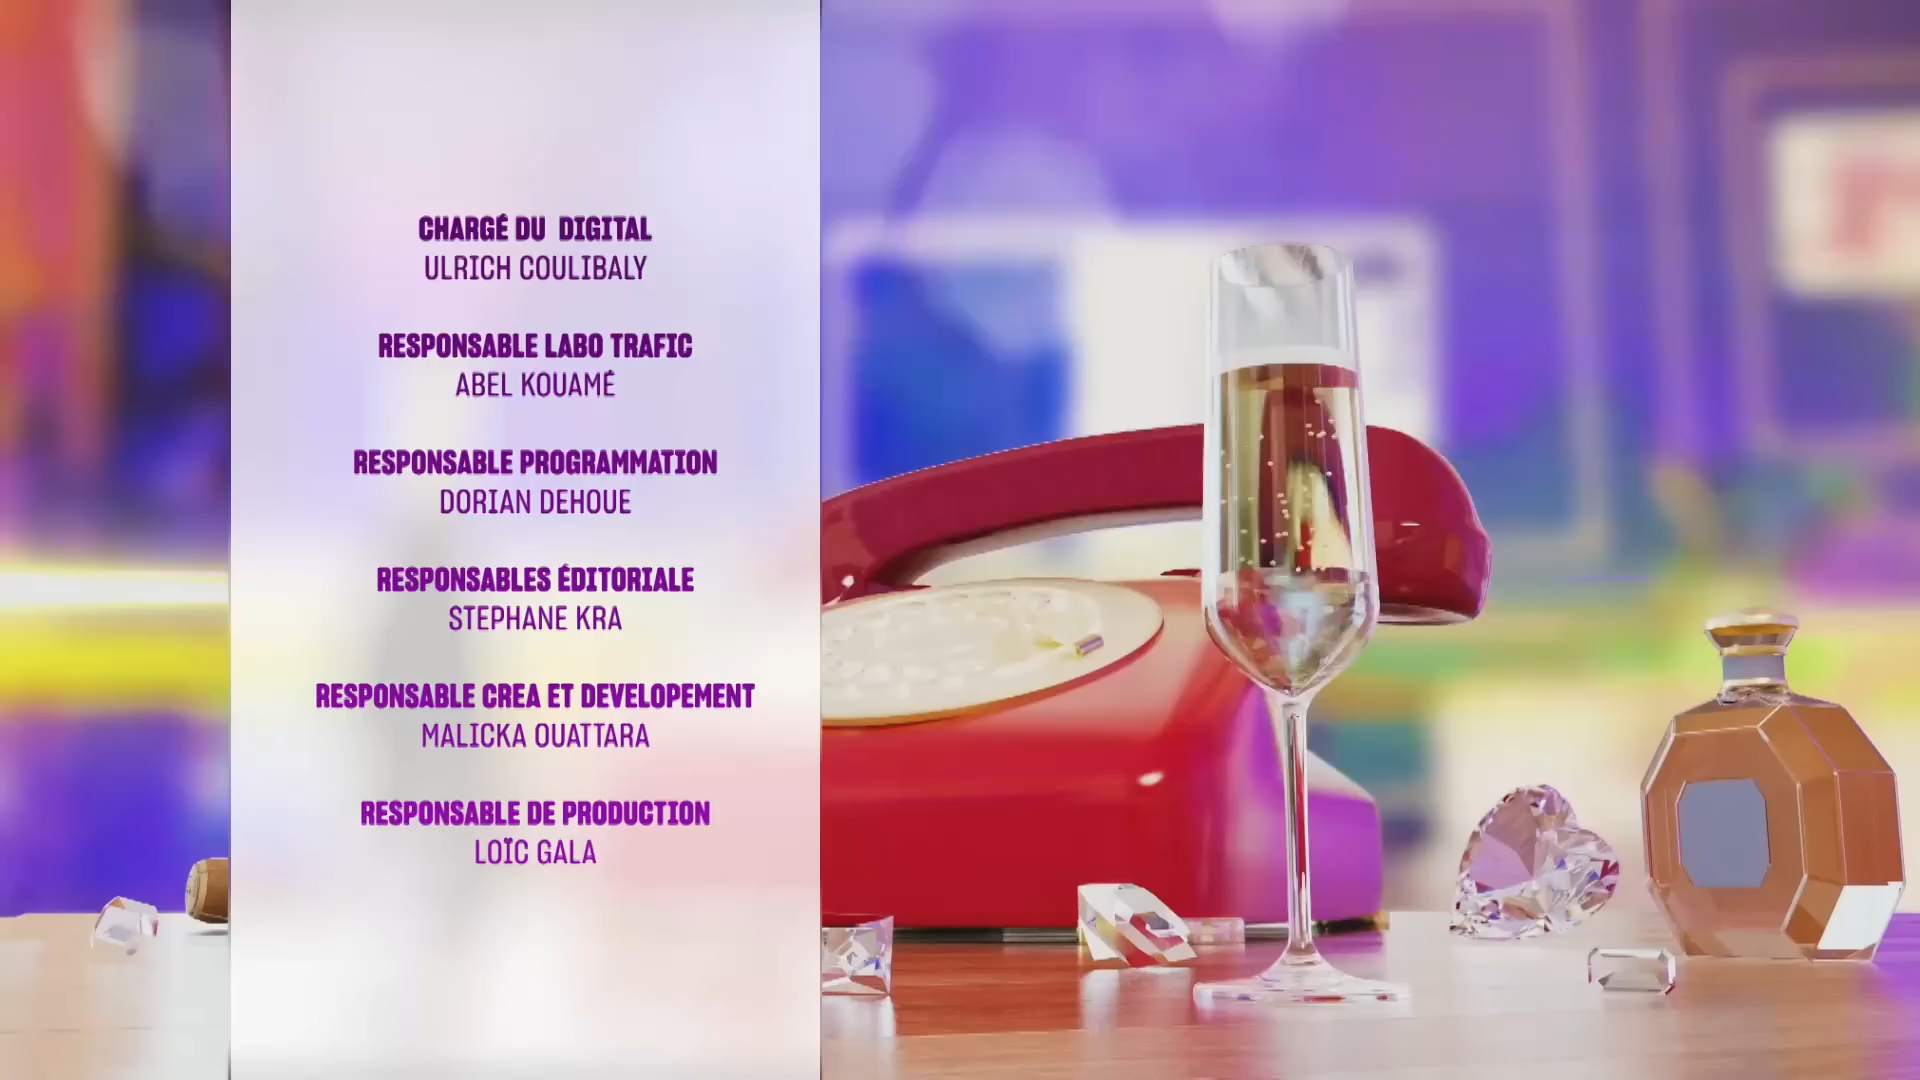 CHARGÉ DU DIGITAL
ULRICH COULIBALY
RESPONSABLE LABO TRAFIC
ABEL KOUAMÉ
RESPONSABLE PROGRAMMATION
DORIAN DEHOUE
RESPONSABLES ÉDITORIALE
STEPHANE KRA
RESPONSABLE CREA ET DEVELOPEMENT
MALICKA OUATTARA
RESPONSABLE DE PRODUCTION
LOÏC GALA